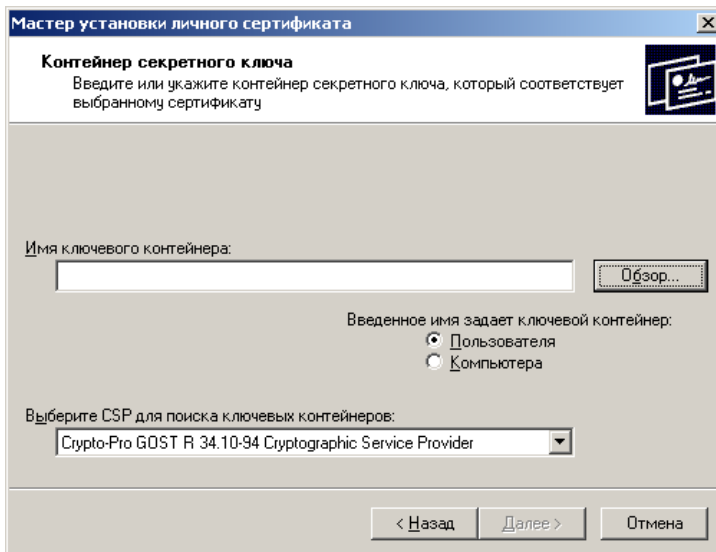 Мастер установки личного сертификата
Контейнер секретного ключа
Введите или укажите контейнер секретного ключа, который соответствует
выбранному сертификату
Имя ключевого контейнера:
Обзор...
Введенное имя задает ключевой контейнер:
Пользователя
Компьютера
Выберите CSP для поиска ключевых контейнеров:
Crypto-Pro GOST R 34.10-94 Cryptographic Service Provider
< Назад
Далее >
Отмена